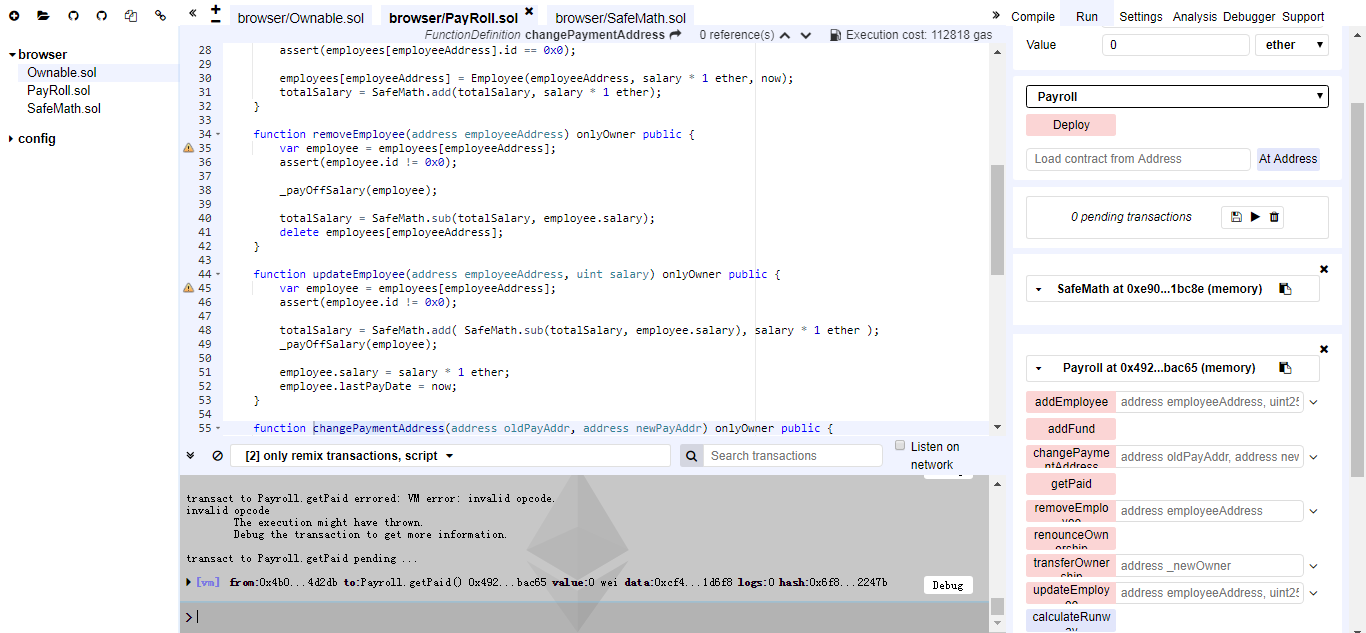 browser
Ownable.sol
PayRoll.sol
SafeMath.sol
config
browser/Ownable.sol browser/PayRoll.sol browser/SafeMath.sol
FunctionDefinition changePaymentAddress 0 reference(s) Execution cost: 112818 gas
28 assert(employees[employeeAddress].id == 0x0);
29
30 employees[employeeAddress] = Employee(employeeAddress, salary * 1 ether, now);
31 totalSalary = SafeMath.add(totalSalary, salary * 1 ether);
32 }
33
34 function removeEmployee(address employeeAddress) onlyOwner public {
35 var employee = employees[employeeAddress];
36 assert(employee.id != 0x0);
37
38 _payOffSalary(employee);
39
40 totalSalary = SafeMath.sub(totalSalary, employee.salary);
41 delete employees[employeeAddress];
42 }
43
44 function updateEmployee(address employeeAddress, uint salary) onlyOwner public {
45 var employee = employees[employeeAddress];
46 assert(employee.id != 0x0);
47
48 totalSalary = SafeMath.add( SafeMath.sub(totalSalary, employee.salary), salary * 1 ether );
49 _payOffSalary(employee);
50
51 employee.salary = salary * 1 ether;
52 employee.lastPayDate = now;
53 }
54
55 function changePaymentAddress(address oldPayAddr, address newPayAddr) onlyOwner public {
[2] only remix transactions, script
Search transactions
Listen on
network
transact to Payroll.getPaid errored: VM error: invalid opcode.
invalid opcode
The execution might have thrown.
Debug the transaction to get more information.
transact to Payroll.getPaid pending ...
[vm] from:0x4b0...4d2db to:Payroll.getPaid() 0x492...bac65 value:0 wei data:0xcf4...1d6f8 logs:0 hash:0x6f8...2247b
Debug
>
Compile Run Settings Analysis Debugger Support
Value 0 ether
Payroll
Deploy
Load contract from Address At Address
0 pending transactions
SafeMath at 0xe90...1bc8e (memory)
Payroll at 0x492...bac65 (memory)
addEmployee address employeeAddress, uint25
addFund
changePayme
ntAddress address oldPayAddr, address new
getPaid
removeEmplo
yee address employeeAddress
renounceOwn
ership
transferOwner
ship address _newOwner
updateEmploy
ee address employeeAddress, uint25
calculateRunw
ay